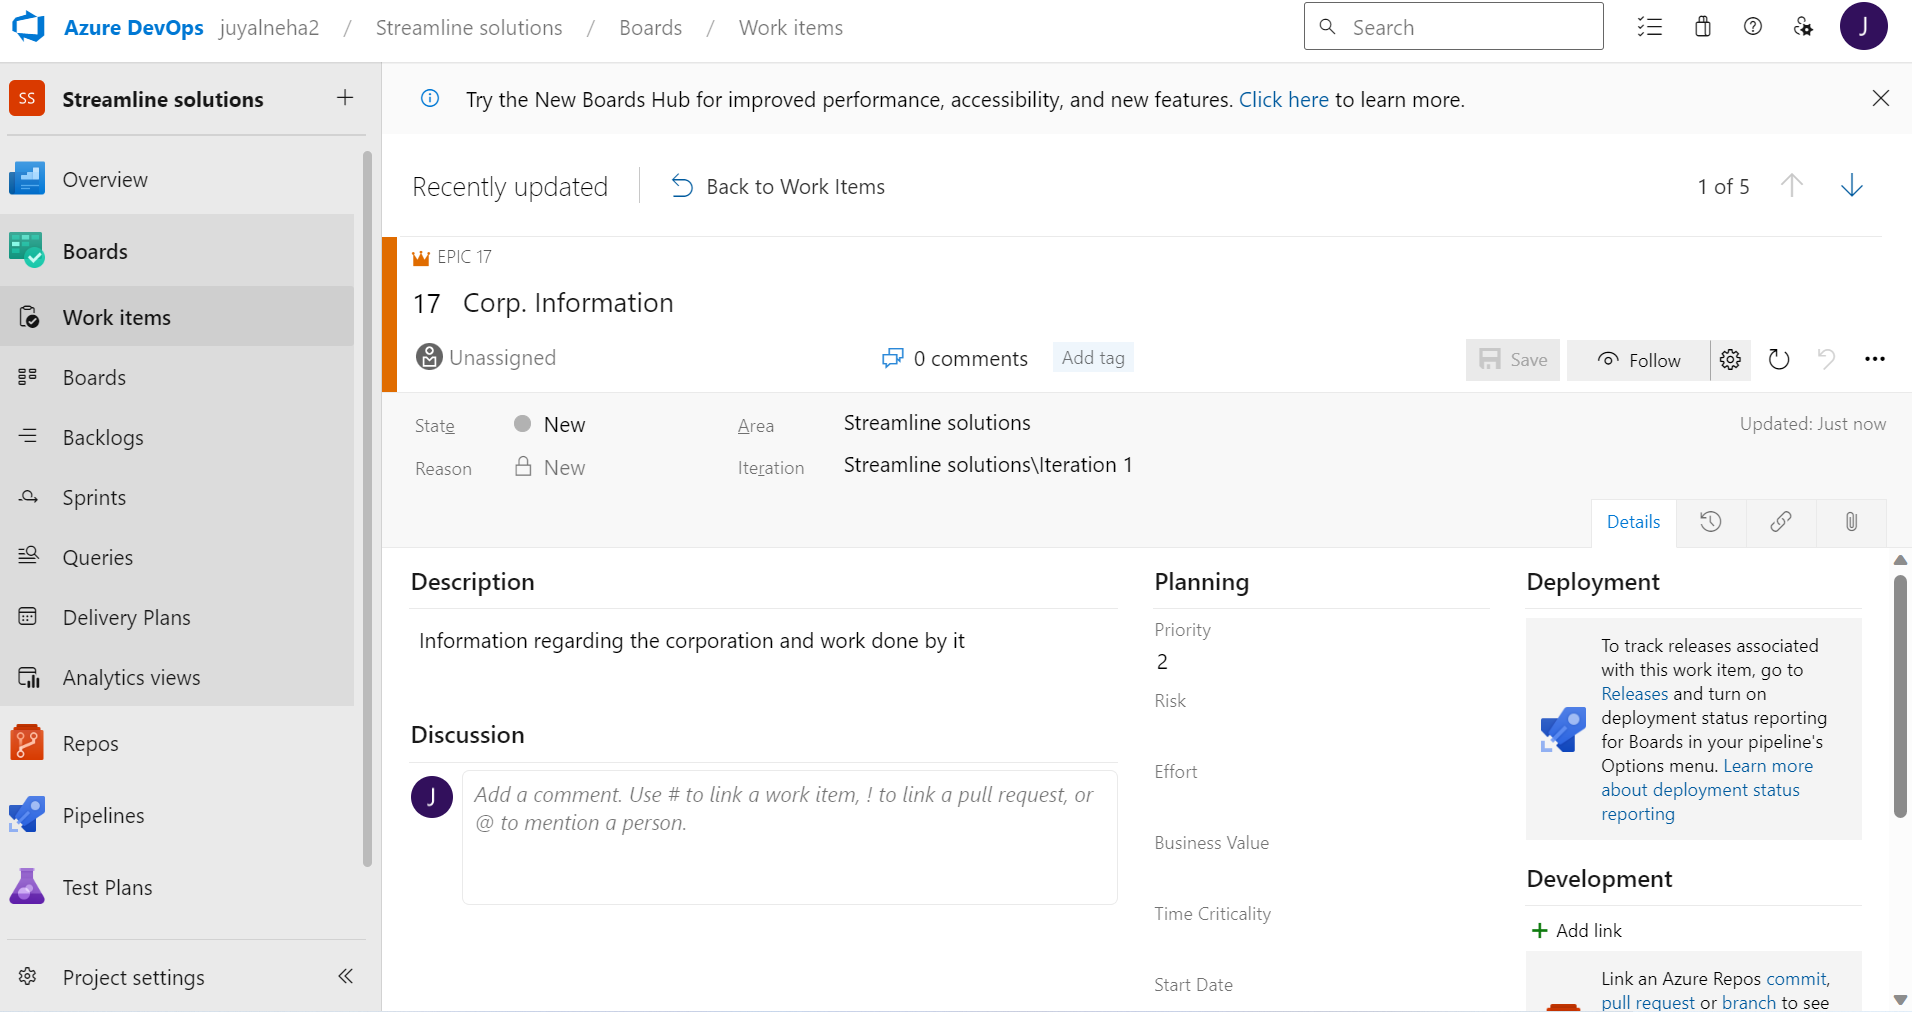 Azure DevOps juyalneha2 / Streamline solutions / Boards / Work items
Search
J
SS Streamline solutions
Try the New Boards Hub for improved performance, accessibility, and new features. Click here to learn more.
Overview
Boards
Work items
Boards
Backlogs
Sprints
Queries
Delivery Plans
Analytics views
Repos
Pipelines
Test Plans
Project settings
Recently updated
Back to Work Items
1 of 5
EPIC 17
17 Corp. Information
Unassigned
0 comments
Add tag
Save
Follow
State
New
Area
Streamline solutions
Updated: Just now
Reason
New
Iteration
Streamline solutions\Iteration 1
Details
Description
Information regarding the corporation and work done by it
Discussion
J
Add a comment. Use # to link a work item, ! to link a pull request, or
@ to mention a person.
Planning
Priority
2
Risk
Effort
Business Value
Time Criticality
Start Date
Deployment
To track releases associated
with this work item, go to
Releases and turn on
deployment status reporting
for Boards in your pipeline's
Options menu. Learn more
about deployment status
reporting
Development
+ Add link
Link an Azure Repos commit,
pull request or branch to see